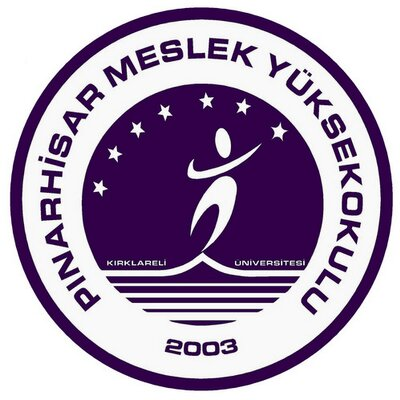 PINARHİSAR MESLEK YÜKSEKOKULU
KIRKLARELİ ÜNİVERSİTESİ
2003